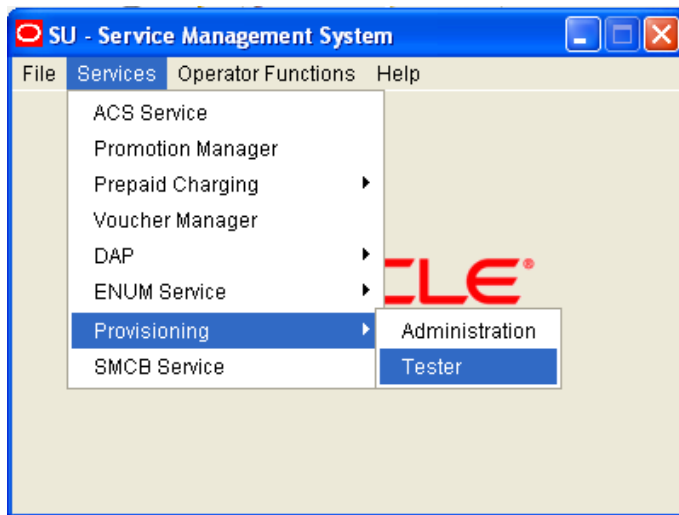 SU - Service Management System
File Services Operator Functions Help
ACS Service
Promotion Manager
Prepaid Charging
Voucher Manager
DAP
ENUM Service
CLE®
Provisioning
Administration
SMCB Service
Tester